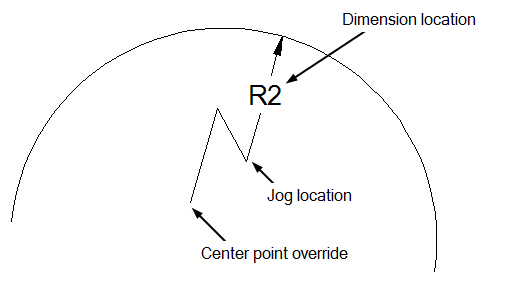 Dimension location
R2
Jog location
Center point override